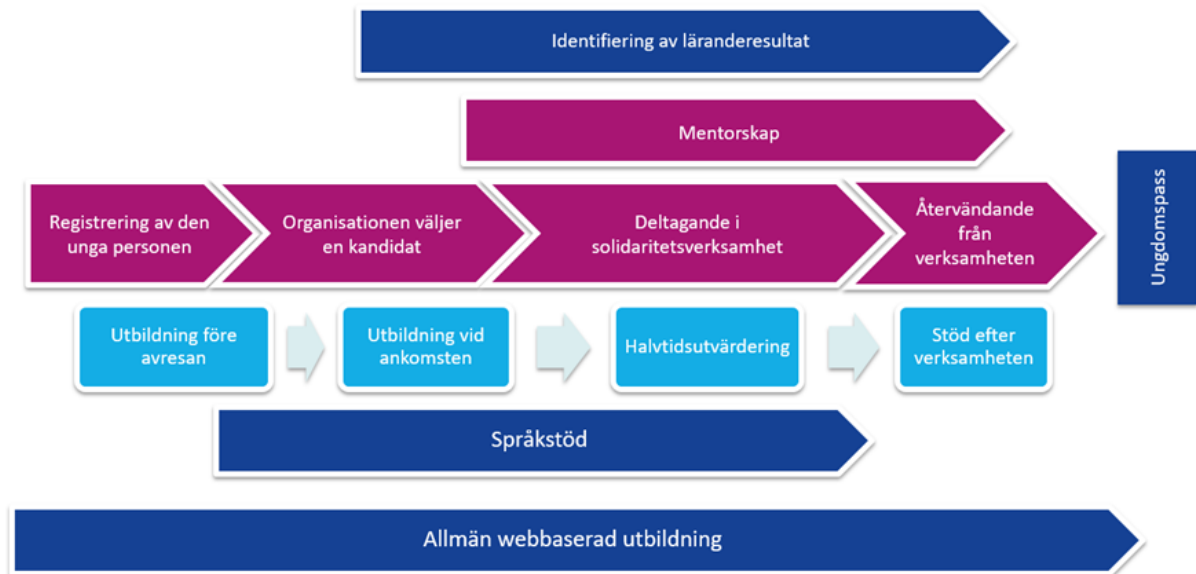 Identifiering av läranderesultat
Mentorskap
Registrering av den
unga personen
Organisationen väljer
en kandidat
Deltagande i
solidaritetsverksamhet
Återvändande
från
verksamheten
Ungdomspass
Utbildning före
avresan
Utbildning vid
ankomsten
Halvtidsutvärdering
Stöd efter
verksamheten
Språkstöd
Allmän webbaserad utbildning